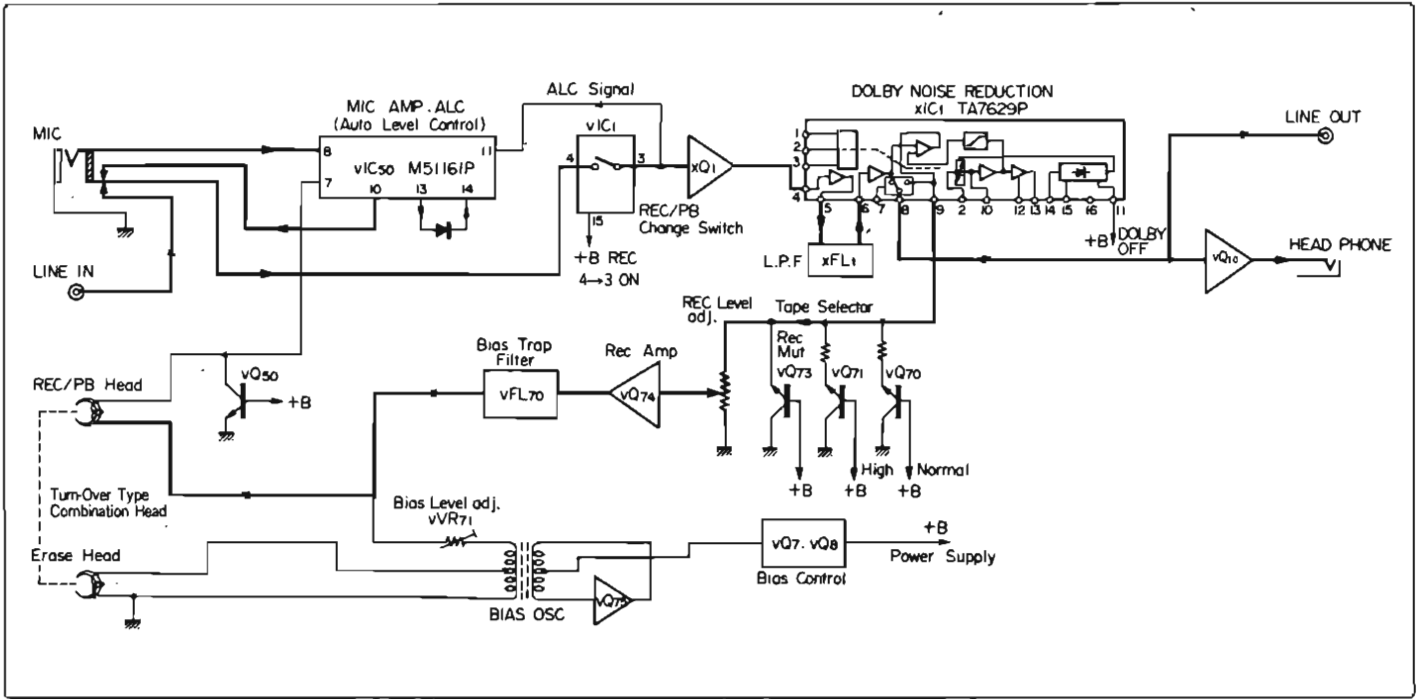 DOLBY NOISE REDUCTION
xIC1 TA7629P
MIC AMP. ALC
(Auto Level Control)
ALC Signal
LINE OUT
MIC
vIC1
8
11
vIC50 M51161P
7
10
13
14
4
3
15
xQ1
REC/PB
Change Switch
+B REC
4→3 ON
1
2
3
4
5
6
7
8
9
2
10
12
13
14
15
16
11
+B
DOLBY
OFF
L.P.F
xFL1
vQ10
HEAD PHONE
LINE IN
REC Level
adj.
Tape Selector
Bias Trap
Filter
Rec Amp
Rec
Mut
vQ73
vQ71
vQ70
REC/PB Head
vQ50
+B
vFL70
vQ74
High
Normal
+B
+B
+B
Turn-Over Type
Combination Head
Bias Level adj.
vVR71
Erase Head
BIAS OSC
vQ75
vQ7. vQ8
Bias Control
+B
Power Supply